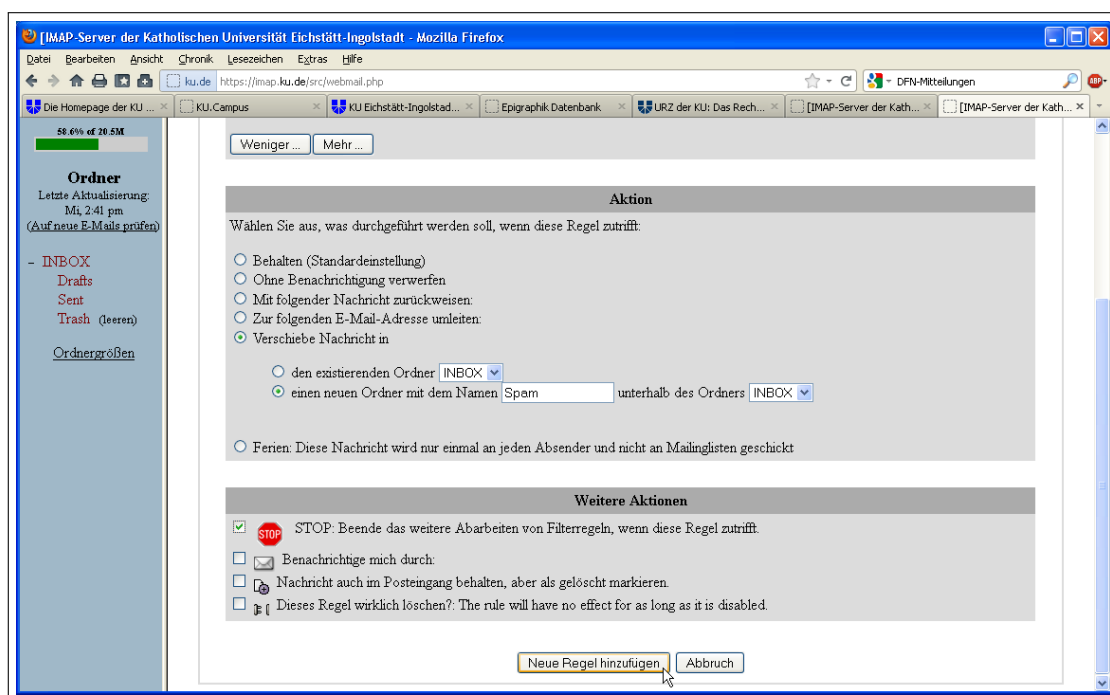 [IMAP-Server der Katholischen Universität Eichstätt-Ingolstadt - Mozilla Firefox
Datei Bearbeiten Ansicht Chronik Lesezeichen Extras Hilfe
ku.de https://imap.ku.de/src/webmail.php DFN-Mitteilungen ABP
Die Homepage der KU ... KU.Campus KU Eichstätt-Ingolstad... Epigraphik Datenbank URZ der KU: Das Rech... [IMAP-Server der Kath... [IMAP-Server der Kath...
58.6% of 20.5M
Ordner
Letzte Aktualisierung:
Mi, 2:41 pm
(Auf neue E-Mails prüfen)
– INBOX
Drafts
Sent
Trash (leeren)
Ordnergrößen
Weniger ... Mehr ...
Aktion
Wählen Sie aus, was durchgeführt werden soll, wenn diese Regel zutrifft:
Behalten (Standardeinstellung)
Ohne Benachrichtigung verwerfen
Mit folgender Nachricht zurückweisen:
Zur folgenden E-Mail-Adresse umleiten:
Verschiebe Nachricht in
den existierenden Ordner INBOX
einen neuen Ordner mit dem Namen Spam unterhalb des Ordners INBOX
Ferien: Diese Nachricht wird nur einmal an jeden Absender und nicht an Mailinglisten geschickt
Weitere Aktionen
STOP STOP: Beende das weitere Abarbeiten von Filterregeln, wenn diese Regel zutrifft.
Benachrichtige mich durch:
Nachricht auch im Posteingang behalten, aber als gelöscht markieren.
Dieses Regel wirklich löschen?: The rule will have no effect for as long as it is disabled.
Neue Regel hinzufügen Abbruch